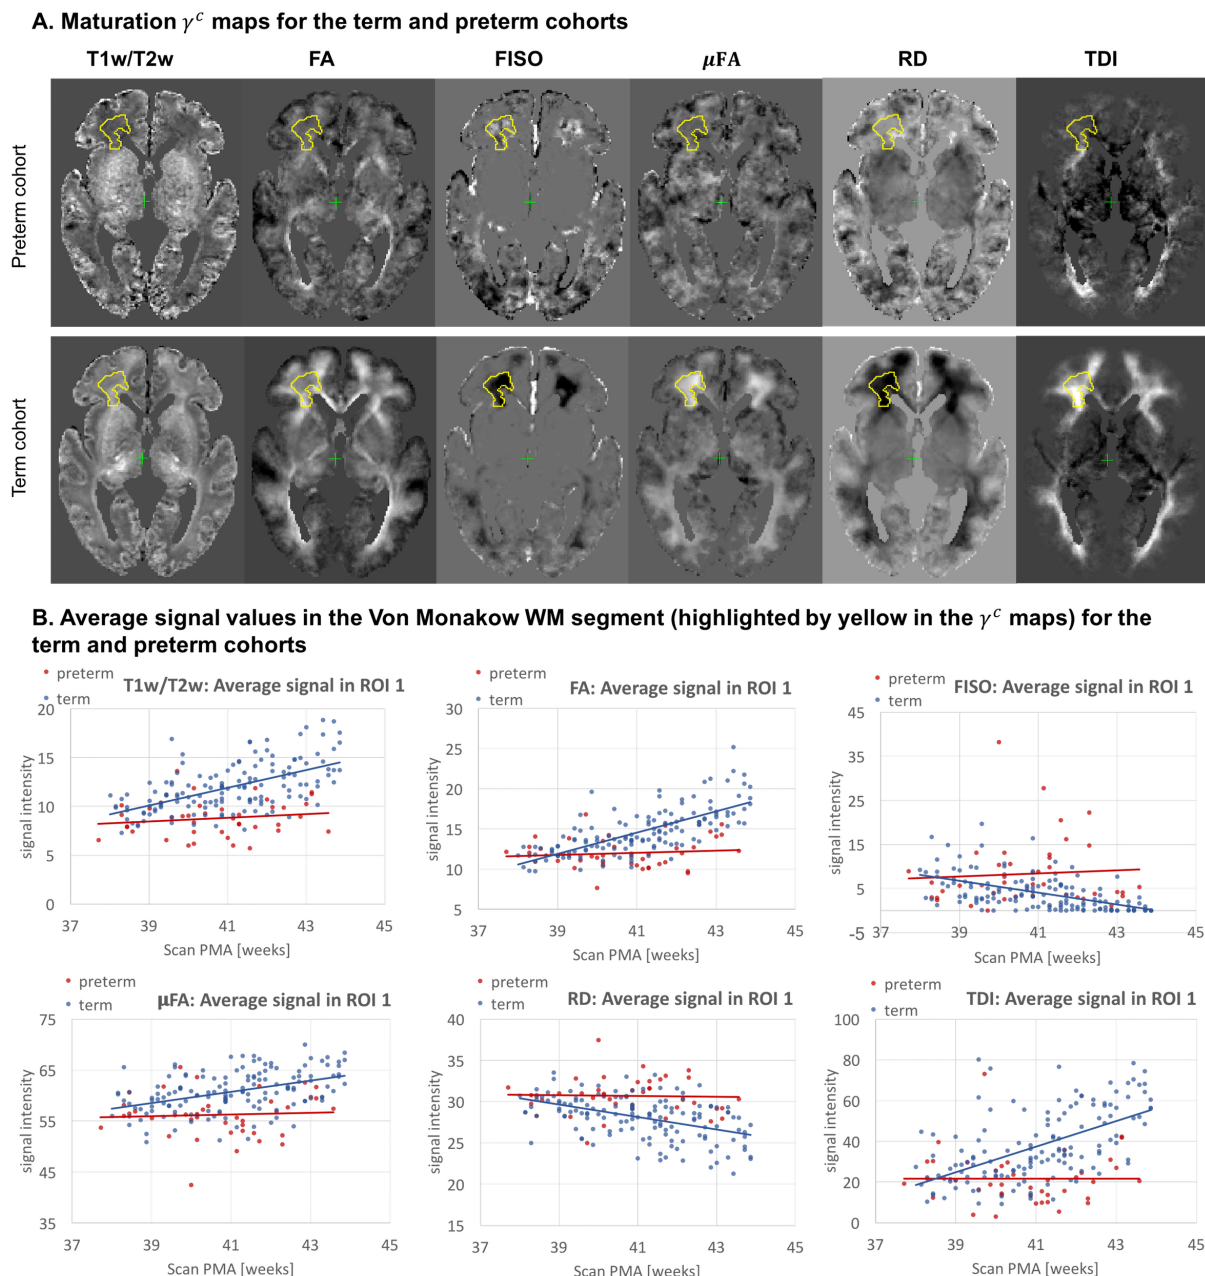 A. Maturation γᶜ maps for the term and preterm cohorts
T1w/T2w FA FISO μFA RD TDI
Preterm cohort
Term cohort
B. Average signal values in the Von Monakow WM segment (highlighted by yellow in the γᶜ maps) for the
term and preterm cohorts
preterm
term
T1w/T2w: Average signal in ROI 1
signal intensity
20
15
10
5
0
37 39 41 43 45
Scan PMA [weeks]
preterm
term
FA: Average signal in ROI 1
signal intensity
30
25
20
15
10
5
37 39 41 43 45
Scan PMA [weeks]
preterm
term
FISO: Average signal in ROI 1
signal intensity
45
35
25
15
5
-5
37 39 41 43 45
Scan PMA [weeks]
preterm
term
μFA: Average signal in ROI 1
signal intensity
75
65
55
45
35
37 39 41 43 45
Scan PMA [weeks]
preterm
term
RD: Average signal in ROI 1
signal intensity
40
35
30
25
20
15
37 39 41 43 45
Scan PMA [weeks]
preterm
term
TDI: Average signal in ROI 1
signal intensity
100
80
60
40
20
0
37 39 41 43 45
Scan PMA [weeks]